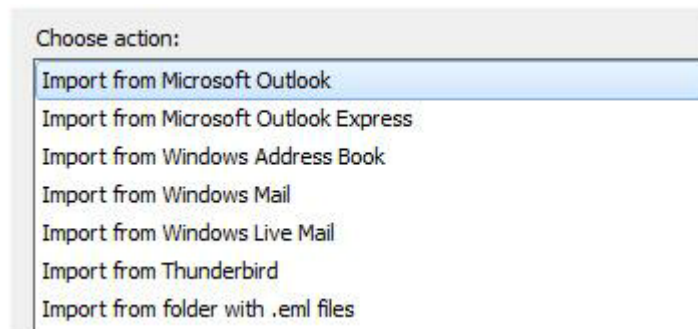 Choose action:
Import from Microsoft Outlook
Import from Microsoft Outlook Express
Import from Windows Address Book
Import from Windows Mail
Import from Windows Live Mail
Import from Thunderbird
Import from folder with .eml files